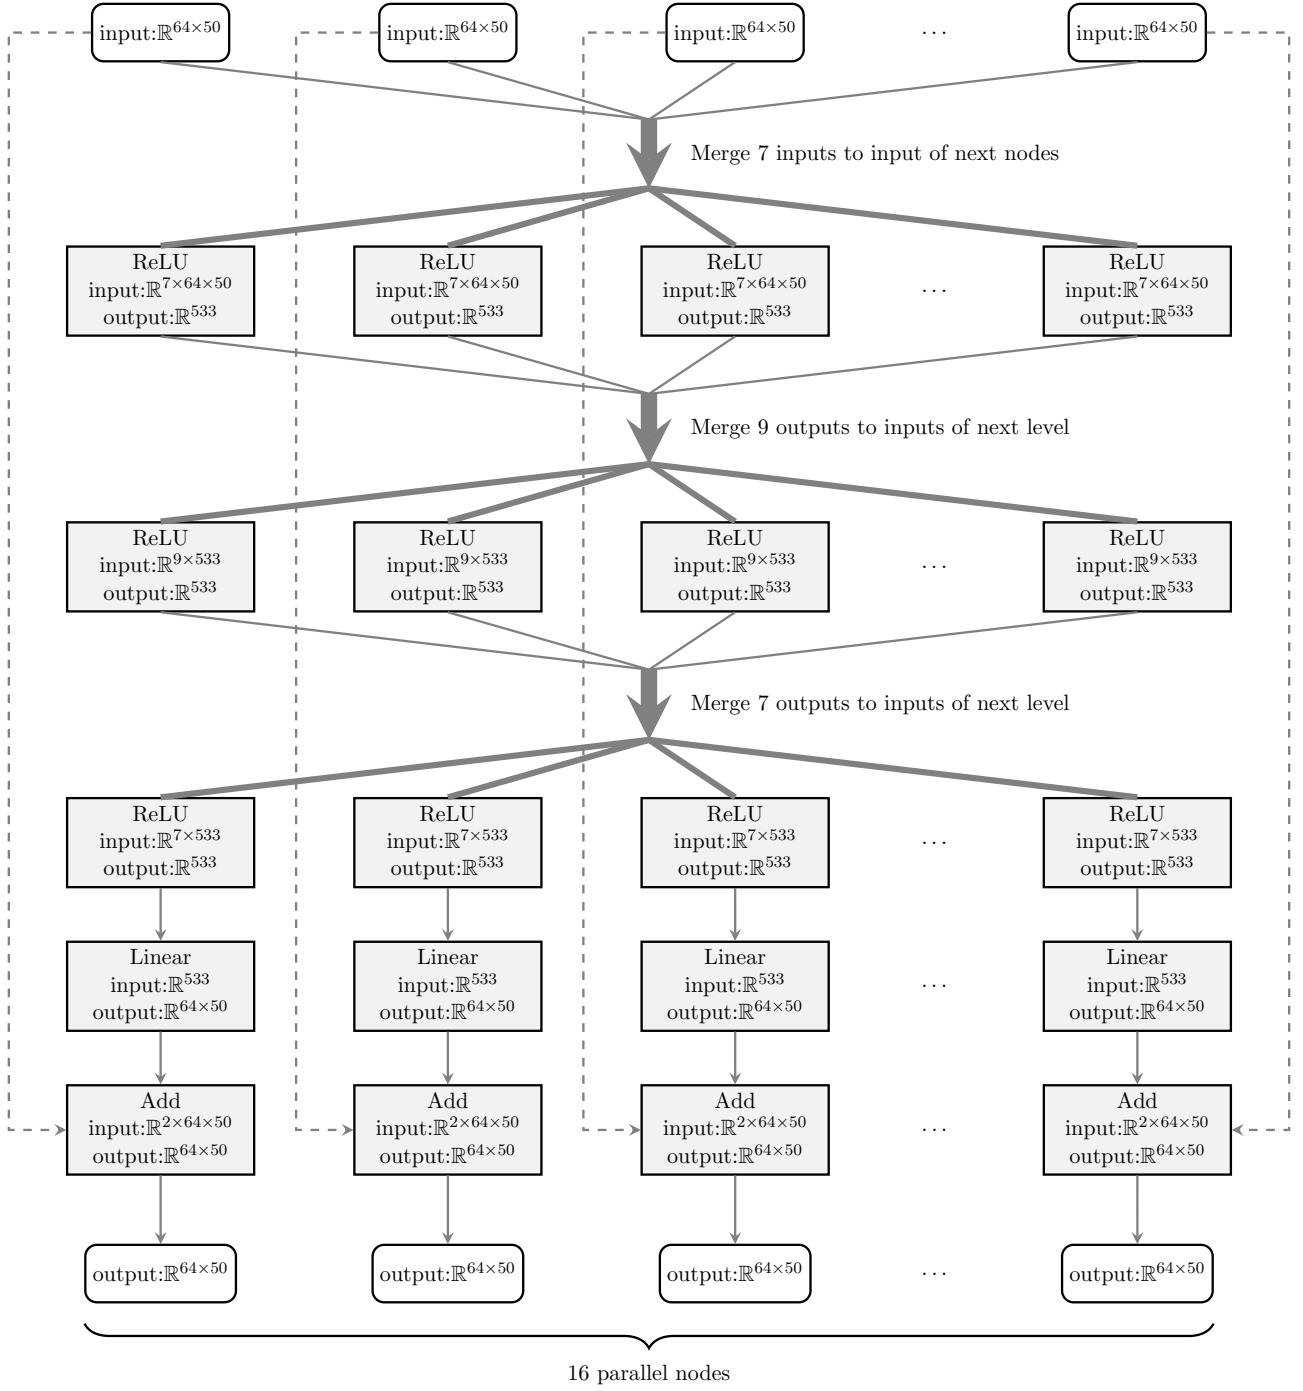 input:ℝ^{64×50} input:ℝ^{64×50} input:ℝ^{64×50} ... input:ℝ^{64×50}
Merge 7 inputs to input of next nodes
ReLU ReLU ReLU ReLU
input:ℝ^{7×64×50} input:ℝ^{7×64×50} input:ℝ^{7×64×50} ... input:ℝ^{7×64×50}
output:ℝ^{533} output:ℝ^{533} output:ℝ^{533} output:ℝ^{533}
Merge 9 outputs to inputs of next level
ReLU ReLU ReLU ReLU
input:ℝ^{9×533} input:ℝ^{9×533} input:ℝ^{9×533} ... input:ℝ^{9×533}
output:ℝ^{533} output:ℝ^{533} output:ℝ^{533} output:ℝ^{533}
Merge 7 outputs to inputs of next level
ReLU ReLU ReLU ReLU
input:ℝ^{7×533} input:ℝ^{7×533} input:ℝ^{7×533} ... input:ℝ^{7×533}
output:ℝ^{533} output:ℝ^{533} output:ℝ^{533} output:ℝ^{533}
Linear Linear Linear Linear
input:ℝ^{533} input:ℝ^{533} input:ℝ^{533} ... input:ℝ^{533}
output:ℝ^{64×50} output:ℝ^{64×50} output:ℝ^{64×50} output:ℝ^{64×50}
Add Add Add Add
input:ℝ^{2×64×50} input:ℝ^{2×64×50} input:ℝ^{2×64×50} ... input:ℝ^{2×64×50}
output:ℝ^{64×50} output:ℝ^{64×50} output:ℝ^{64×50} output:ℝ^{64×50}
output:ℝ^{64×50} output:ℝ^{64×50} output:ℝ^{64×50} ... output:ℝ^{64×50}
16 parallel nodes